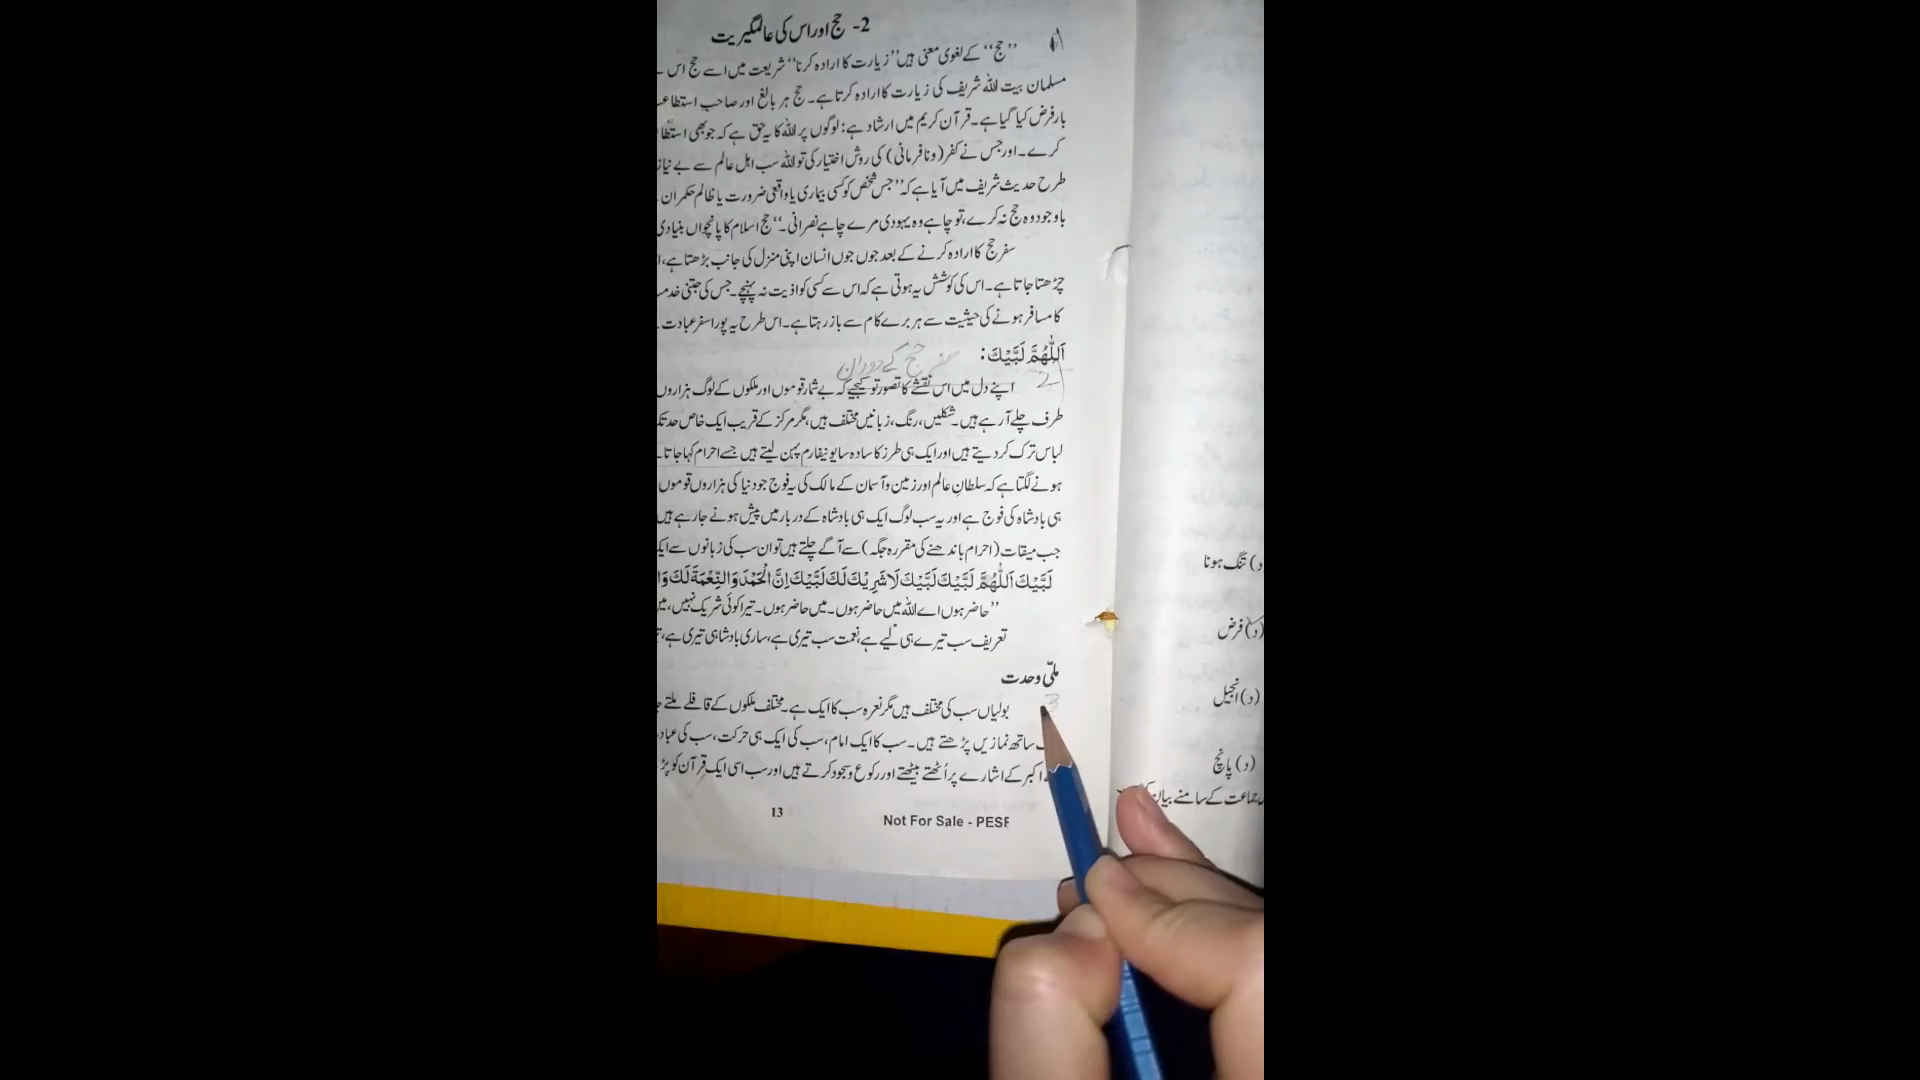 2- حج اور اس کی عالمگیریت
”حج“ کے لغوی معنی ہیں ”زیارت کا ارادہ کرنا“ شریعت میں اسے حج اس
مسلمان بیت اللہ شریف کی زیارت کا ارادہ کرتا ہے۔ حج ہر بالغ اور صاحب
بار فرض کیا گیا ہے۔ قرآن کریم میں ارشاد ہے: لوگوں پر اللہ کا یہ حق ہے کہ جو بھی
کرے۔ اور جس نے کفر (و نافرمانی) کی روش اختیار کی تو اللہ سب اہل عالم سے بے نیاز
طرح حدیث شریف میں آیا ہے کہ ”جس شخص کو کسی بیماری یا واقعی ضرورت یا ظالم حکمران
باوجود وہ حج نہ کرے، تو چاہے وہ یہودی مرے چاہے نصرانی۔“ حج اسلام کا پانچواں بنیادی
سفر حج کا ارادہ کرنے کے بعد جوں جوں انسان اپنی منزل کی جانب بڑھتا ہے،
چڑھتا جاتا ہے۔ اس کی کوشش یہ ہوتی ہے کہ اس سے کسی کو اذیت نہ پہنچے۔ جس کی جتنی
کا مسافر ہونے کی حیثیت سے ہر برے کام سے باز رہتا ہے۔ اس طرح یہ پورا سفر عبادت
اَللّٰهُمَّ لَبَّيْكَ:
سفر حج کے دوران
2 اپنے دل میں اس نقشے کا تصور تو کیجیے کہ بے شمار قوموں اور ملکوں کے لوگ ہزاروں
طرف چلے آ رہے ہیں۔ شکلیں، رنگ، زبانیں مختلف ہیں، مگر مرکز کے قریب ایک خاص حد تک
لباس ترک کر دیتے ہیں اور ایک ہی طرز کا سادہ سا یونیفارم پہن لیتے ہیں جسے احرام کہا جاتا
ہونے لگتا ہے کہ سلطانِ عالم اور زمین و آسمان کے مالک کی یہ فوج جو دنیا کی ہزاروں قوموں
ہی بادشاہ کی فوج ہے اور یہ سب لوگ ایک ہی بادشاہ کے دربار میں پیش ہونے جا رہے ہیں
جب میقات (احرام باندھنے کی مقررہ جگہ) سے آگے چلتے ہیں تو ان سب کی زبانوں سے ایک
لَبَّيْكَ اَللّٰهُمَّ لَبَّيْكَ لَبَّيْكَ لَا شَرِيْكَ لَكَ لَبَّيْكَ اِنَّ الْحَمْدَ وَالنِّعْمَةَ لَكَ
”حاضر ہوں اے اللہ میں حاضر ہوں۔ میں حاضر ہوں۔ تیرا کوئی شریک نہیں،
تعریف سب تیرے ہی لیے ہے، نعمت سب تیری ہے، ساری بادشاہی تیری ہے،
ملّی وحدت
3 بولیاں سب کی مختلف ہیں مگر نعرہ سب کا ایک ہے۔ مختلف ملکوں کے قافلے ملتے
ساتھ نمازیں پڑھتے ہیں۔ سب کا ایک امام، سب کی ایک ہی حرکت، سب کی
اکبر کے اشارے پر اُٹھتے بیٹھتے اور رکوع و سجود کرتے ہیں اور سب اسی ایک قرآن کو
13
Not For Sale - PESR
(د) تنگ ہونا
(د) فرض
(د) انجیل
(د) پانچ
جماعت کے سامنے بیان